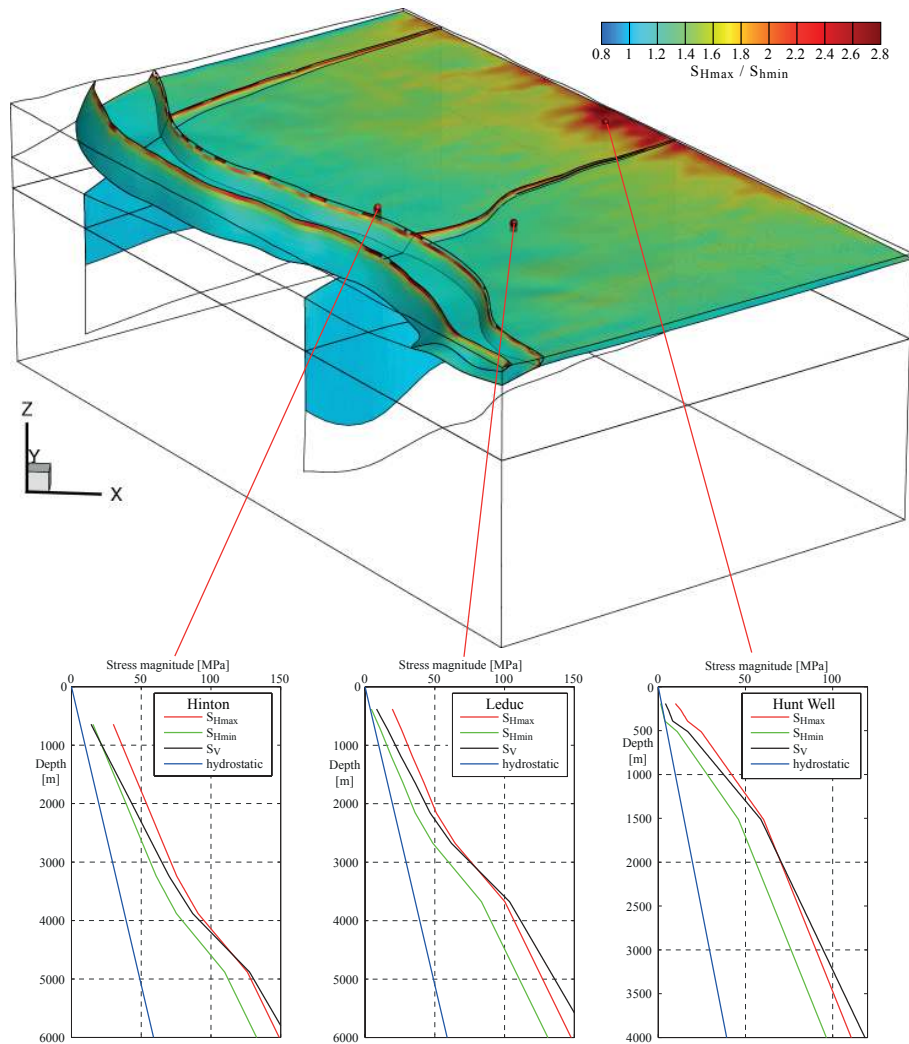 0.8 1 1.2 1.4 1.6 1.8 2 2.2 2.4 2.6 2.8
SHmax / Shmin
Z
Y
X
Stress magnitude [MPa]
0 50 100 150
0
1000
Depth
[m]
2000
3000
4000
5000
6000
Hinton
SHmax
SHmin
SV
hydrostatic
Stress magnitude [MPa]
0 50 100 150
0
1000
Depth
[m]
2000
3000
4000
5000
6000
Leduc
SHmax
SHmin
SV
hydrostatic
Stress magnitude [MPa]
0 50 100
0
500
Depth
[m]
1000
1500
2000
2500
3000
3500
4000
Hunt Well
SHmax
SHmin
SV
hydrostatic